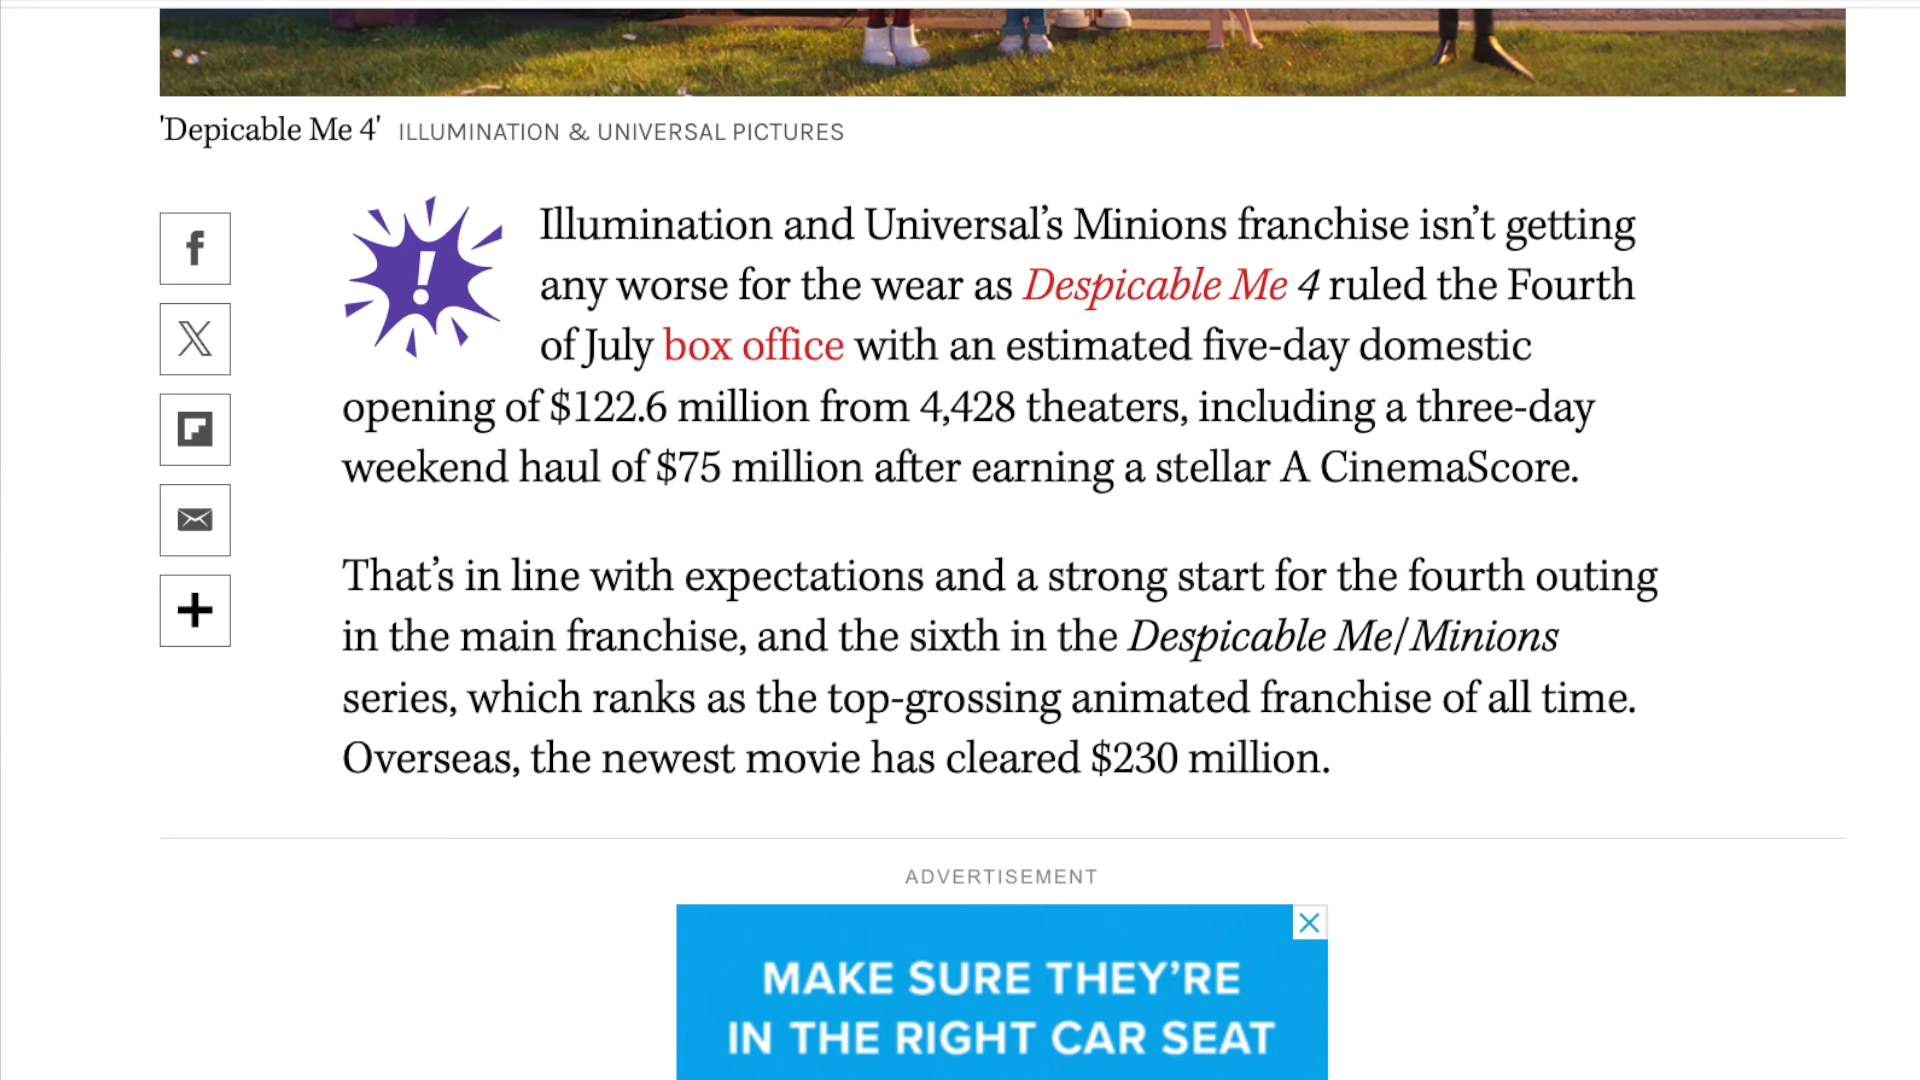 'Depicable Me 4' ILLUMINATION & UNIVERSAL PICTURES
f
X
!
Illumination and Universal’s Minions franchise isn’t getting
any worse for the wear as Despicable Me 4 ruled the Fourth
of July box office with an estimated five-day domestic
opening of $122.6 million from 4,428 theaters, including a three-day
weekend haul of $75 million after earning a stellar A CinemaScore.
That’s in line with expectations and a strong start for the fourth outing
in the main franchise, and the sixth in the Despicable Me/Minions
series, which ranks as the top-grossing animated franchise of all time.
Overseas, the newest movie has cleared $230 million.
ADVERTISEMENT
MAKE SURE THEY’RE
IN THE RIGHT CAR SEAT